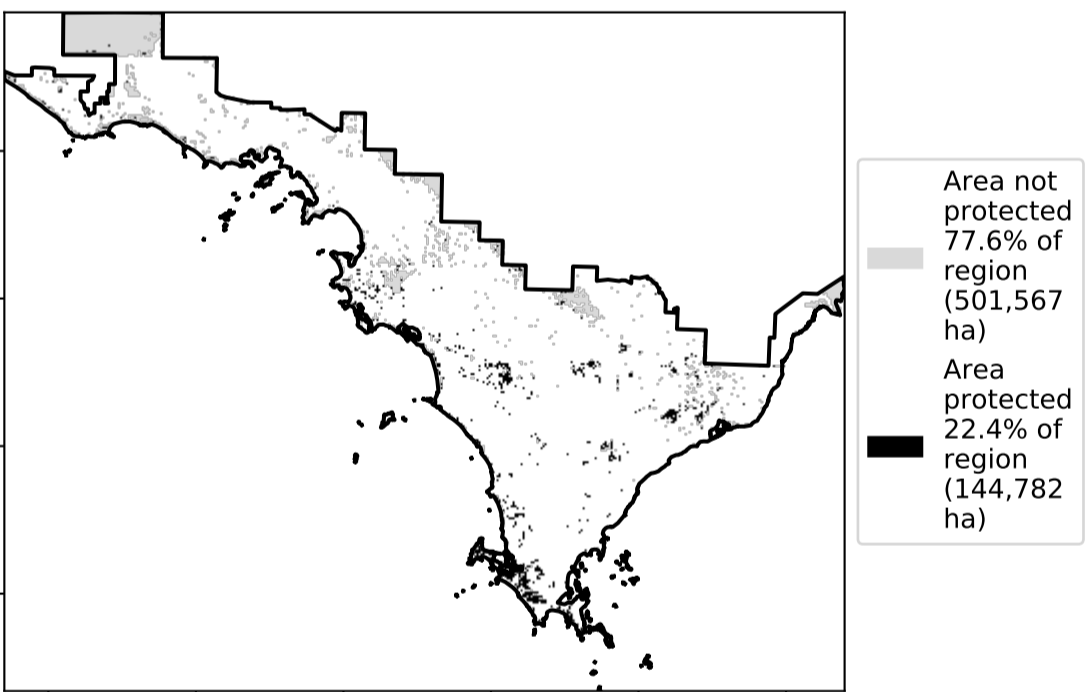 Area not
protected
77.6% of
region
(501,567
ha)
Area
protected
22.4% of
region
(144,782
ha)